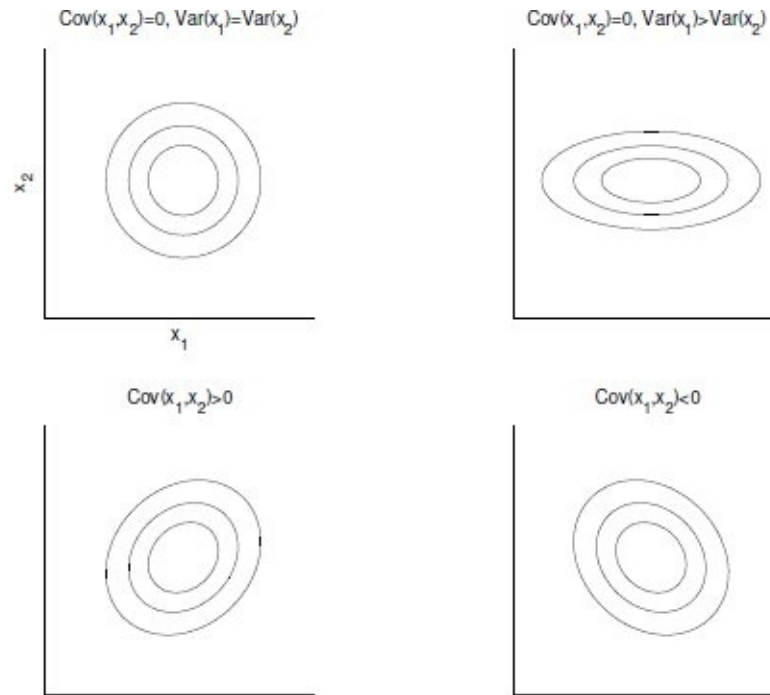 Cov(x₁,x₂)=0, Var(x₁)=Var(x₂)
Cov(x₁,x₂)=0, Var(x₁)>Var(x₂)
x₂
x₁
Cov(x₁,x₂)>0
Cov(x₁,x₂)<0